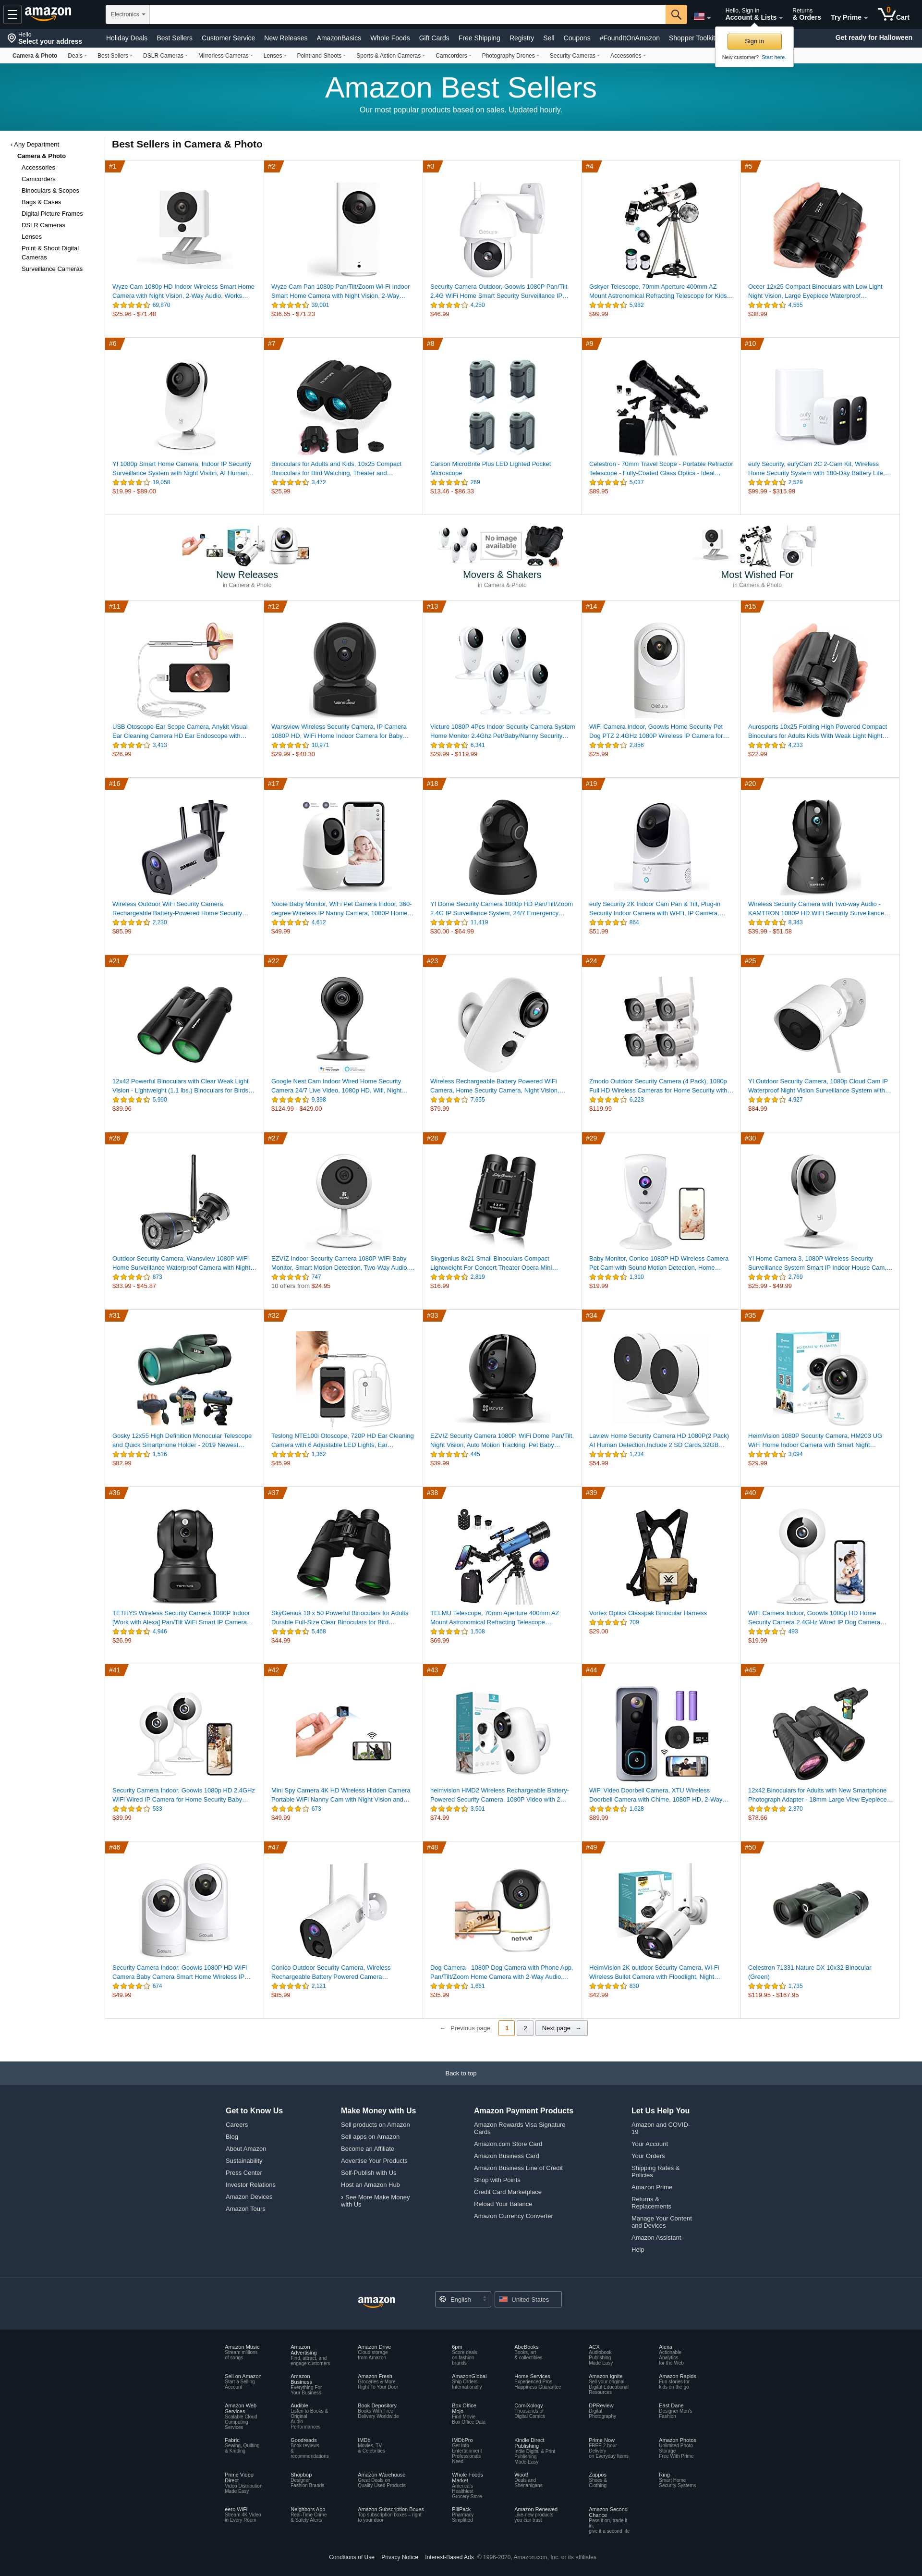 amazon
Electronics
Hello, Sign in
Account & Lists
Returns
& Orders
Try Prime
0
Cart
Hello
Select your address
Holiday Deals Best Sellers Customer Service New Releases AmazonBasics Whole Foods Gift Cards Free Shipping Registry Sell Coupons #FoundItOnAmazon Shopper Toolkit
Get ready for Halloween
Sign in
New customer? Start here.
Camera & Photo Deals Best Sellers DSLR Cameras Mirrorless Cameras Lenses Point-and-Shoots Sports & Action Cameras Camcorders Photography Drones Security Cameras Accessories
Amazon Best Sellers
Our most popular products based on sales. Updated hourly.
‹ Any Department
Camera & Photo
Accessories
Camcorders
Binoculars & Scopes
Bags & Cases
Digital Picture Frames
DSLR Cameras
Lenses
Point & Shoot Digital
Cameras
Surveillance Cameras
Best Sellers in Camera & Photo
#1
Wyze Cam 1080p HD Indoor Wireless Smart Home
Camera with Night Vision, 2-Way Audio, Works…
69,870
$25.96 - $71.48
#2
Wyze Cam Pan 1080p Pan/Tilt/Zoom Wi-Fi Indoor
Smart Home Camera with Night Vision, 2-Way…
39,001
$36.65 - $71.23
#3
Security Camera Outdoor, Goowls 1080P Pan/Tilt
2.4G WiFi Home Smart Security Surveillance IP…
4,250
$46.99
#4
Gskyer Telescope, 70mm Aperture 400mm AZ
Mount Astronomical Refracting Telescope for Kids…
5,982
$99.99
#5
Occer 12x25 Compact Binoculars with Low Light
Night Vision, Large Eyepiece Waterproof…
4,565
$38.99
#6
YI 1080p Smart Home Camera, Indoor IP Security
Surveillance System with Night Vision, AI Human…
19,058
$19.99 - $89.00
#7
Binoculars for Adults and Kids, 10x25 Compact
Binoculars for Bird Watching, Theater and…
3,472
$25.99
#8
Carson MicroBrite Plus LED Lighted Pocket
Microscope
269
$13.46 - $86.33
#9
Celestron - 70mm Travel Scope - Portable Refractor
Telescope - Fully-Coated Glass Optics - Ideal…
5,037
$89.95
#10
eufy Security, eufyCam 2C 2-Cam Kit, Wireless
Home Security System with 180-Day Battery Life,…
2,529
$99.99 - $315.99
No image
available
New Releases
in Camera & Photo
Movers & Shakers
in Camera & Photo
Most Wished For
in Camera & Photo
#11
USB Otoscope-Ear Scope Camera, Anykit Visual
Ear Cleaning Camera HD Ear Endoscope with…
3,413
$26.99
#12
Wansview Wireless Security Camera, IP Camera
1080P HD, WiFi Home Indoor Camera for Baby…
10,971
$29.99 - $40.30
#13
Victure 1080P 4Pcs Indoor Security Camera System
Home Monitor 2.4Ghz Pet/Baby/Nanny Security…
6,341
$29.99 - $119.99
#14
WiFi Camera Indoor, Goowls Home Security Pet
Dog PTZ 2.4GHz 1080P Wireless IP Camera for…
2,856
$25.99
#15
Aurosports 10x25 Folding High Powered Compact
Binoculars for Adults Kids With Weak Light Night…
4,233
$22.99
#16
Wireless Outdoor WiFi Security Camera,
Rechargeable Battery-Powered Home Security…
2,230
$85.99
#17
Nooie Baby Monitor, WiFi Pet Camera Indoor, 360-
degree Wireless IP Nanny Camera, 1080P Home…
4,612
$49.99
#18
YI Dome Security Camera 1080p HD Pan/Tilt/Zoom
2.4G IP Surveillance System, 24/7 Emergency…
11,419
$30.00 - $64.99
#19
eufy Security 2K Indoor Cam Pan & Tilt, Plug-in
Security Indoor Camera with Wi-Fi, IP Camera,…
864
$51.99
#20
Wireless Security Camera with Two-way Audio -
KAMTRON 1080P HD WiFi Security Surveillance…
8,343
$39.99 - $51.58
#21
12x42 Powerful Binoculars with Clear Weak Light
Vision - Lightweight (1.1 lbs.) Binoculars for Birds…
5,990
$39.96
#22
Google Nest Cam Indoor Wired Home Security
Camera 24/7 Live Video, 1080p HD, Wifi, Night…
9,398
$124.99 - $429.00
#23
Wireless Rechargeable Battery Powered WiFi
Camera, Home Security Camera, Night Vision,…
7,655
$79.99
#24
Zmodo Outdoor Security Camera (4 Pack), 1080p
Full HD Wireless Cameras for Home Security with…
6,223
$119.99
#25
YI Outdoor Security Camera, 1080p Cloud Cam IP
Waterproof Night Vision Surveillance System with…
4,927
$84.99
#26
Outdoor Security Camera, Wansview 1080P WiFi
Home Surveillance Waterproof Camera with Night…
873
$33.99 - $45.87
#27
EZVIZ Indoor Security Camera 1080P WiFi Baby
Monitor, Smart Motion Detection, Two-Way Audio,…
747
10 offers from $24.95
#28
Skygenius 8x21 Small Binoculars Compact
Lightweight For Concert Theater Opera Mini…
2,819
$16.99
#29
Baby Monitor, Conico 1080P HD Wireless Camera
Pet Cam with Sound Motion Detection, Home…
1,310
$19.99
#30
YI Home Camera 3, 1080P Wireless Security
Surveillance System Smart IP Indoor House Cam,…
2,769
$25.99 - $49.99
#31
Gosky 12x55 High Definition Monocular Telescope
and Quick Smartphone Holder - 2019 Newest…
1,516
$82.99
#32
Teslong NTE100i Otoscope, 720P HD Ear Cleaning
Camera with 6 Adjustable LED Lights, Ear…
1,362
$45.99
#33
EZVIZ Security Camera 1080P, WiFi Dome Pan/Tilt,
Night Vision, Auto Motion Tracking, Pet Baby…
445
$39.99
#34
Laview Home Security Camera HD 1080P(2 Pack)
AI Human Detection,Include 2 SD Cards,32GB…
1,234
$54.99
#35
HeimVision 1080P Security Camera, HM203 UG
WiFi Home Indoor Camera with Smart Night…
3,094
$29.99
#36
TETHYS Wireless Security Camera 1080P Indoor
[Work with Alexa] Pan/Tilt WiFi Smart IP Camera…
4,946
$26.99
#37
SkyGenius 10 x 50 Powerful Binoculars for Adults
Durable Full-Size Clear Binoculars for Bird…
5,468
$44.99
#38
TELMU Telescope, 70mm Aperture 400mm AZ
Mount Astronomical Refracting Telescope…
1,508
$69.99
#39
Vortex Optics Glasspak Binocular Harness
709
$29.00
#40
WiFi Camera Indoor, Goowls 1080p HD Home
Security Camera 2.4GHz Wired IP Dog Camera…
493
$19.99
#41
Security Camera Indoor, Goowls 1080p HD 2.4GHz
WiFi Wired IP Camera for Home Security Baby…
533
$39.99
#42
Mini Spy Camera 4K HD Wireless Hidden Camera
Portable WiFi Nanny Cam with Night Vision and…
673
$49.99
#43
heimvision HMD2 Wireless Rechargeable Battery-
Powered Security Camera, 1080P Video with 2…
3,501
$74.99
#44
WiFi Video Doorbell Camera, XTU Wireless
Doorbell Camera with Chime, 1080P HD, 2-Way…
1,628
$89.99
#45
12x42 Binoculars for Adults with New Smartphone
Photograph Adapter - 18mm Large View Eyepiece…
2,370
$78.66
#46
Security Camera Indoor, Goowls 1080P HD WiFi
Camera Baby Camera Smart Home Wireless IP…
674
$49.99
#47
Conico Outdoor Security Camera, Wireless
Rechargeable Battery Powered Camera…
2,121
$85.99
#48
netvue
Dog Camera - 1080P Dog Camera with Phone App,
Pan/Tilt/Zoom Home Camera with 2-Way Audio,…
1,661
$35.99
#49
HeimVision 2K outdoor Security Camera, Wi-Fi
Wireless Bullet Camera with Floodlight, Night…
830
$42.99
#50
Celestron 71331 Nature DX 10x32 Binocular
(Green)
1,735
$119.95 - $167.95
← Previous page 1 2 Next page →
Back to top
Get to Know Us
Careers
Blog
About Amazon
Sustainability
Press Center
Investor Relations
Amazon Devices
Amazon Tours
Make Money with Us
Sell products on Amazon
Sell apps on Amazon
Become an Affiliate
Advertise Your Products
Self-Publish with Us
Host an Amazon Hub
› See More Make Money
with Us
Amazon Payment Products
Amazon Rewards Visa Signature
Cards
Amazon.com Store Card
Amazon Business Card
Amazon Business Line of Credit
Shop with Points
Credit Card Marketplace
Reload Your Balance
Amazon Currency Converter
Let Us Help You
Amazon and COVID-
19
Your Account
Your Orders
Shipping Rates &
Policies
Amazon Prime
Returns &
Replacements
Manage Your Content
and Devices
Amazon Assistant
Help
amazon
English
United States
Amazon Music
Stream millions
of songs
Amazon
Advertising
Find, attract, and
engage customers
Amazon Drive
Cloud storage
from Amazon
6pm
Score deals
on fashion
brands
AbeBooks
Books, art
& collectibles
ACX
Audiobook
Publishing
Made Easy
Alexa
Actionable
Analytics
for the Web
Sell on Amazon
Start a Selling
Account
Amazon
Business
Everything For
Your Business
Amazon Fresh
Groceries & More
Right To Your Door
AmazonGlobal
Ship Orders
Internationally
Home Services
Experienced Pros
Happiness Guarantee
Amazon Ignite
Sell your original
Digital Educational
Resources
Amazon Rapids
Fun stories for
kids on the go
Amazon Web
Services
Scalable Cloud
Computing
Services
Audible
Listen to Books &
Original
Audio
Performances
Book Depository
Books With Free
Delivery Worldwide
Box Office
Mojo
Find Movie
Box Office Data
ComiXology
Thousands of
Digital Comics
DPReview
Digital
Photography
East Dane
Designer Men's
Fashion
Fabric
Sewing, Quilting
& Knitting
Goodreads
Book reviews
&
recommendations
IMDb
Movies, TV
& Celebrities
IMDbPro
Get Info
Entertainment
Professionals
Need
Kindle Direct
Publishing
Indie Digital & Print
Publishing
Made Easy
Prime Now
FREE 2-hour
Delivery
on Everyday Items
Amazon Photos
Unlimited Photo
Storage
Free With Prime
Prime Video
Direct
Video Distribution
Made Easy
Shopbop
Designer
Fashion Brands
Amazon Warehouse
Great Deals on
Quality Used Products
Whole Foods
Market
America's
Healthiest
Grocery Store
Woot!
Deals and
Shenanigans
Zappos
Shoes &
Clothing
Ring
Smart Home
Security Systems
eero WiFi
Stream 4K Video
in Every Room
Neighbors App
Real-Time Crime
& Safety Alerts
Amazon Subscription Boxes
Top subscription boxes – right
to your door
PillPack
Pharmacy
Simplified
Amazon Renewed
Like-new products
you can trust
Amazon Second
Chance
Pass it on, trade it
in,
give it a second life
Conditions of Use Privacy Notice Interest-Based Ads © 1996-2020, Amazon.com, Inc. or its affiliates